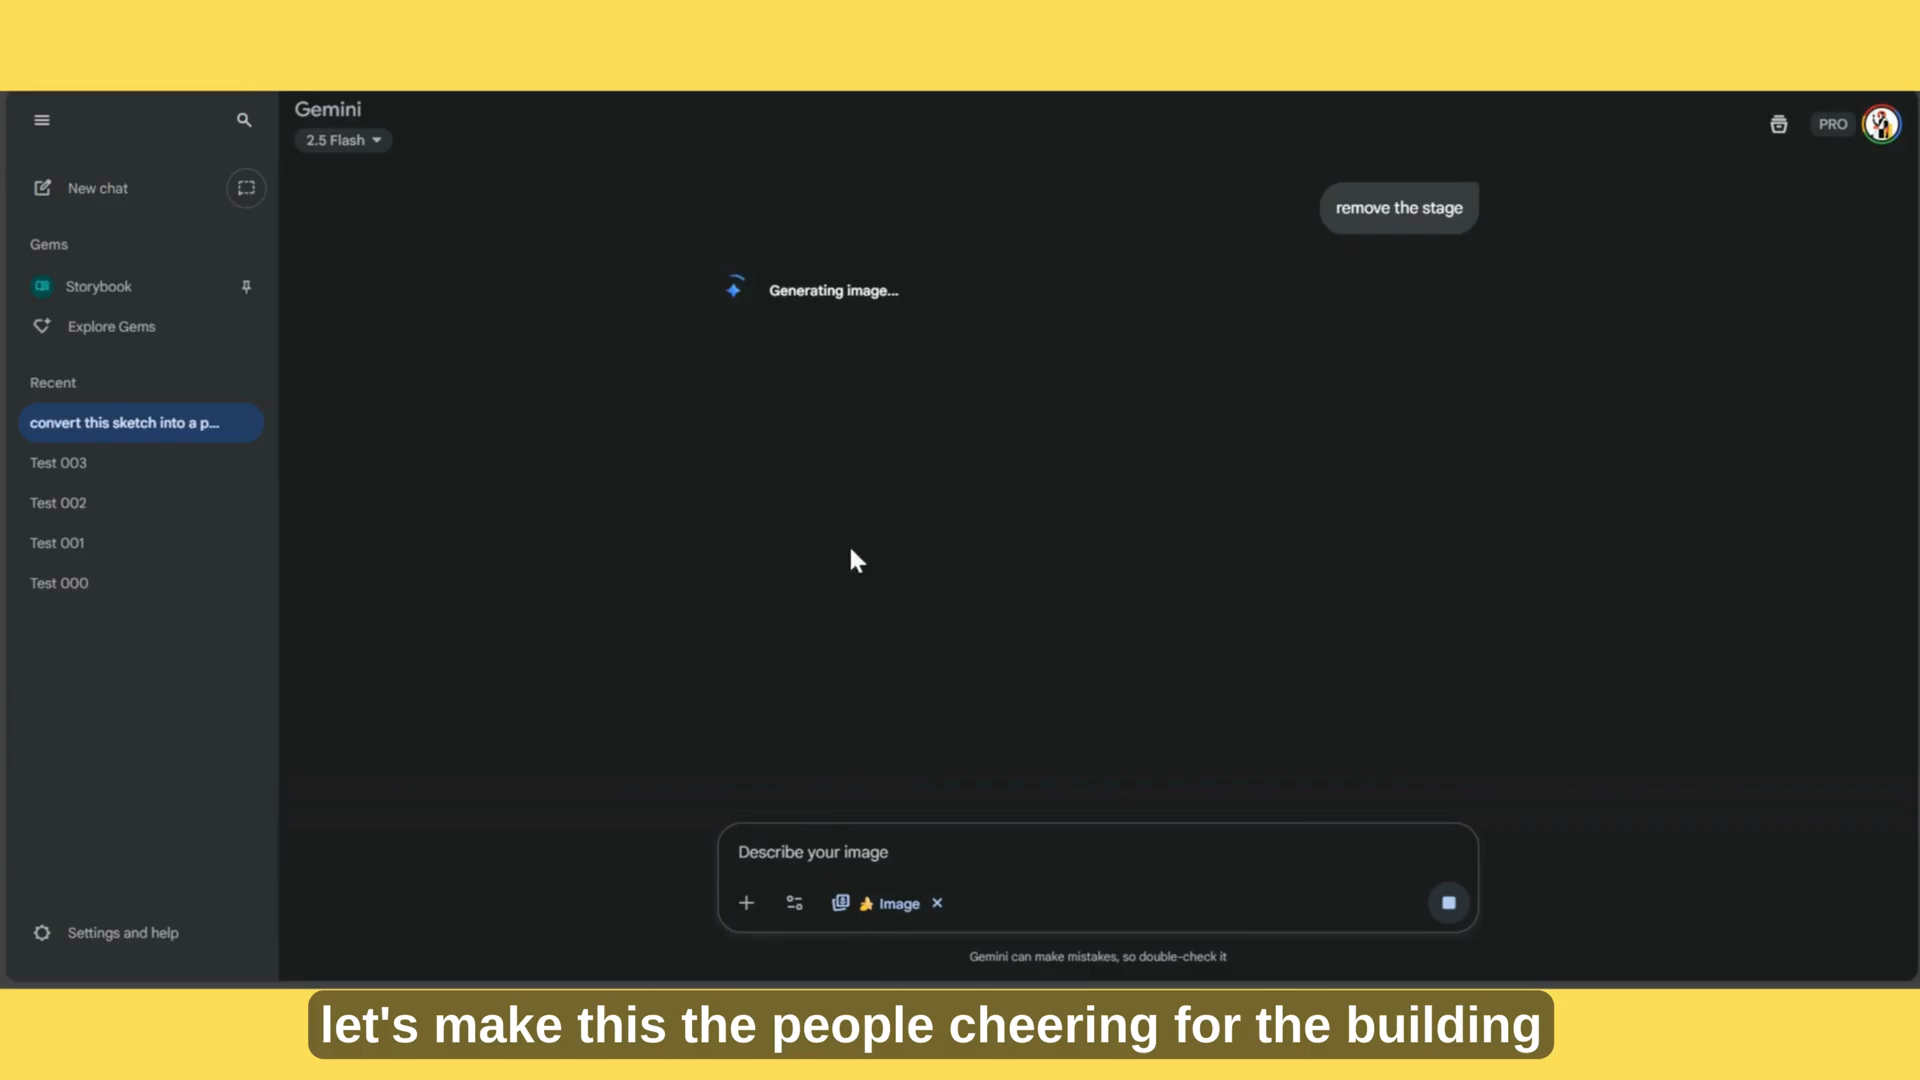 Gemini
2.5 Flash
PRO
New chat
Gems
Storybook
Explore Gems
Recent
convert this sketch into a p...
Test 003
Test 002
Test 001
Test 000
Settings and help
remove the stage
Generating image...
Describe your image
Image
Gemini can make mistakes, so double-check it
let's make this the people cheering for the building